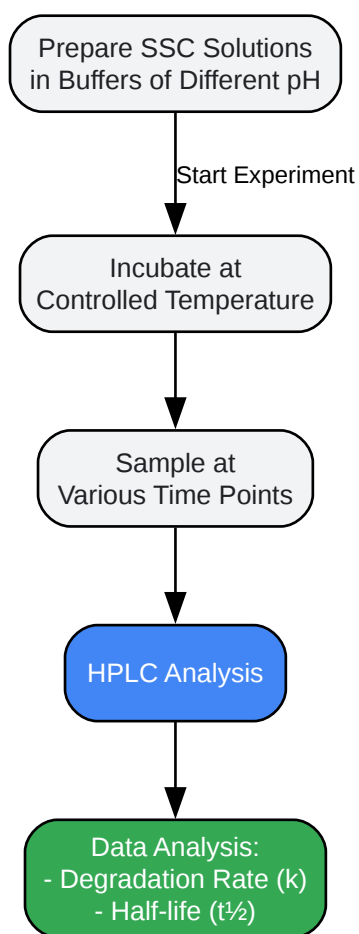 Prepare SSC Solutions
in Buffers of Different pH
Start Experiment
Incubate at
Controlled Temperature
Sample at
Various Time Points
HPLC Analysis
Data Analysis:
- Degradation Rate (k)
- Half-life (t½)